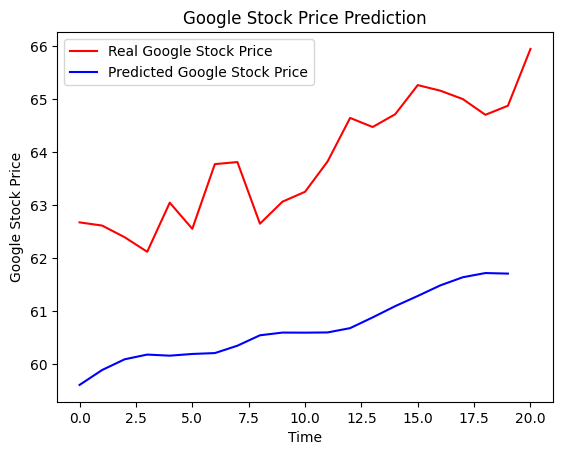 Google Stock Price Prediction
Real Google Stock Price
Predicted Google Stock Price
66
65
64
63
62
61
60
Google Stock Price
0.0 2.5 5.0 7.5 10.0 12.5 15.0 17.5 20.0
Time